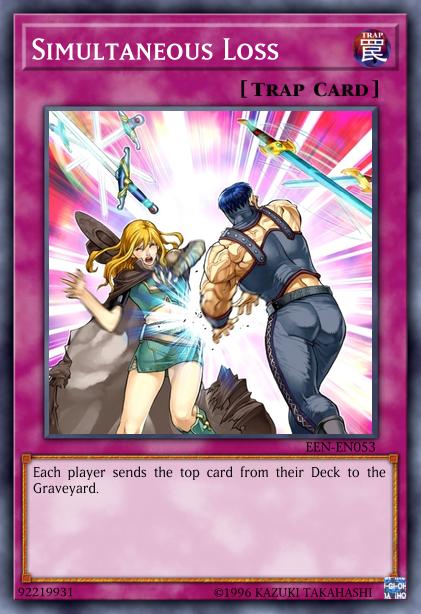 Simultaneous Loss
TRAP
罠
[Trap Card]
EEN-EN053
Each player sends the top card from their Deck to the
Graveyard.
92219931
©1996 KAZUKI TAKAHASHI